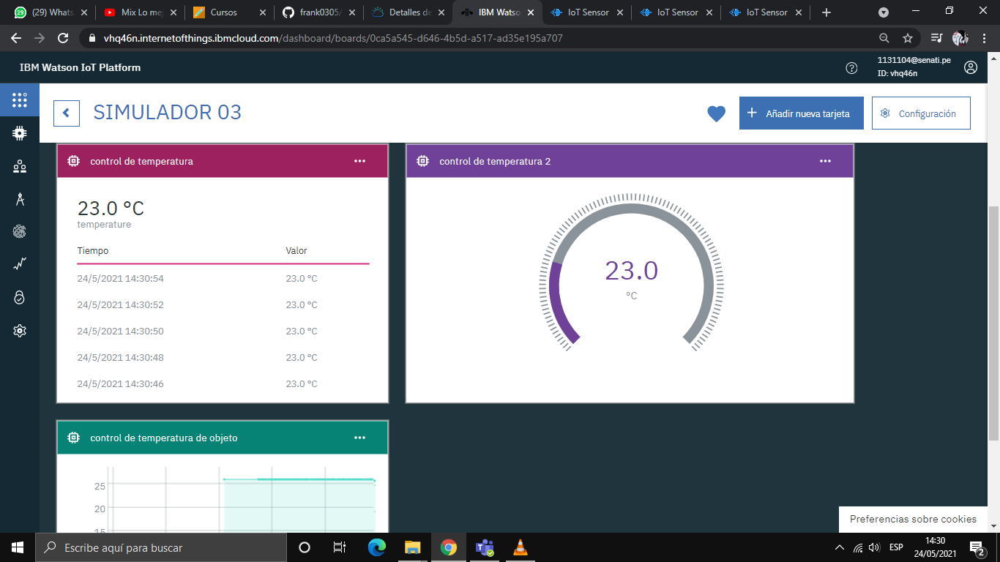 (29) Whats
Mix Lo me
Cursos
frank0305/
Detalles de
IBM Watso
IoT Sensor
IoT Sensor
IoT Sensor
vhq46n.internetofthings.ibmcloud.com/dashboard/boards/0ca5a545-d646-4b5d-a517-ad35e195a707
IBM Watson IoT Platform
1131104@senati.pe
ID: vhq46n
SIMULADOR 03
Añadir nueva tarjeta
Configuración
control de temperatura
23.0 °C
temperature
Tiempo Valor
24/5/2021 14:30:54 23.0 °C
24/5/2021 14:30:52 23.0 °C
24/5/2021 14:30:50 23.0 °C
24/5/2021 14:30:48 23.0 °C
24/5/2021 14:30:46 23.0 °C
control de temperatura 2
23.0
°C
control de temperatura de objeto
25
20
15
Preferencias sobre cookies
Escribe aquí para buscar
ESP
14:30
24/05/2021
2